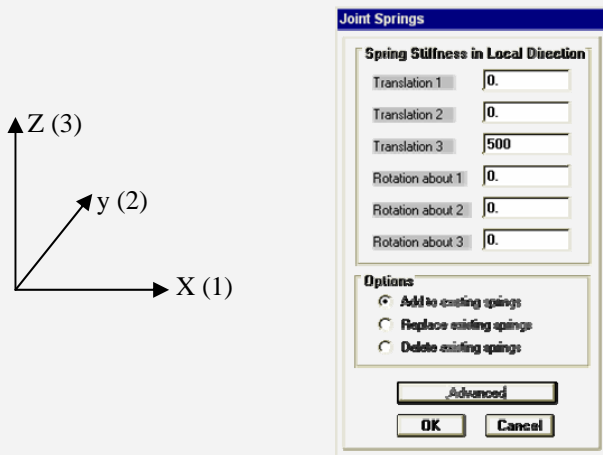 Z (3)
y (2)
X (1)
Joint Springs
Spring Stiffness in Local Direction
Translation 1 0.
Translation 2 0.
Translation 3 500
Rotation about 1 0.
Rotation about 2 0.
Rotation about 3 0.
Options
Add to existing springs
Replace existing springs
Delete existing springs
Advanced
OK Cancel